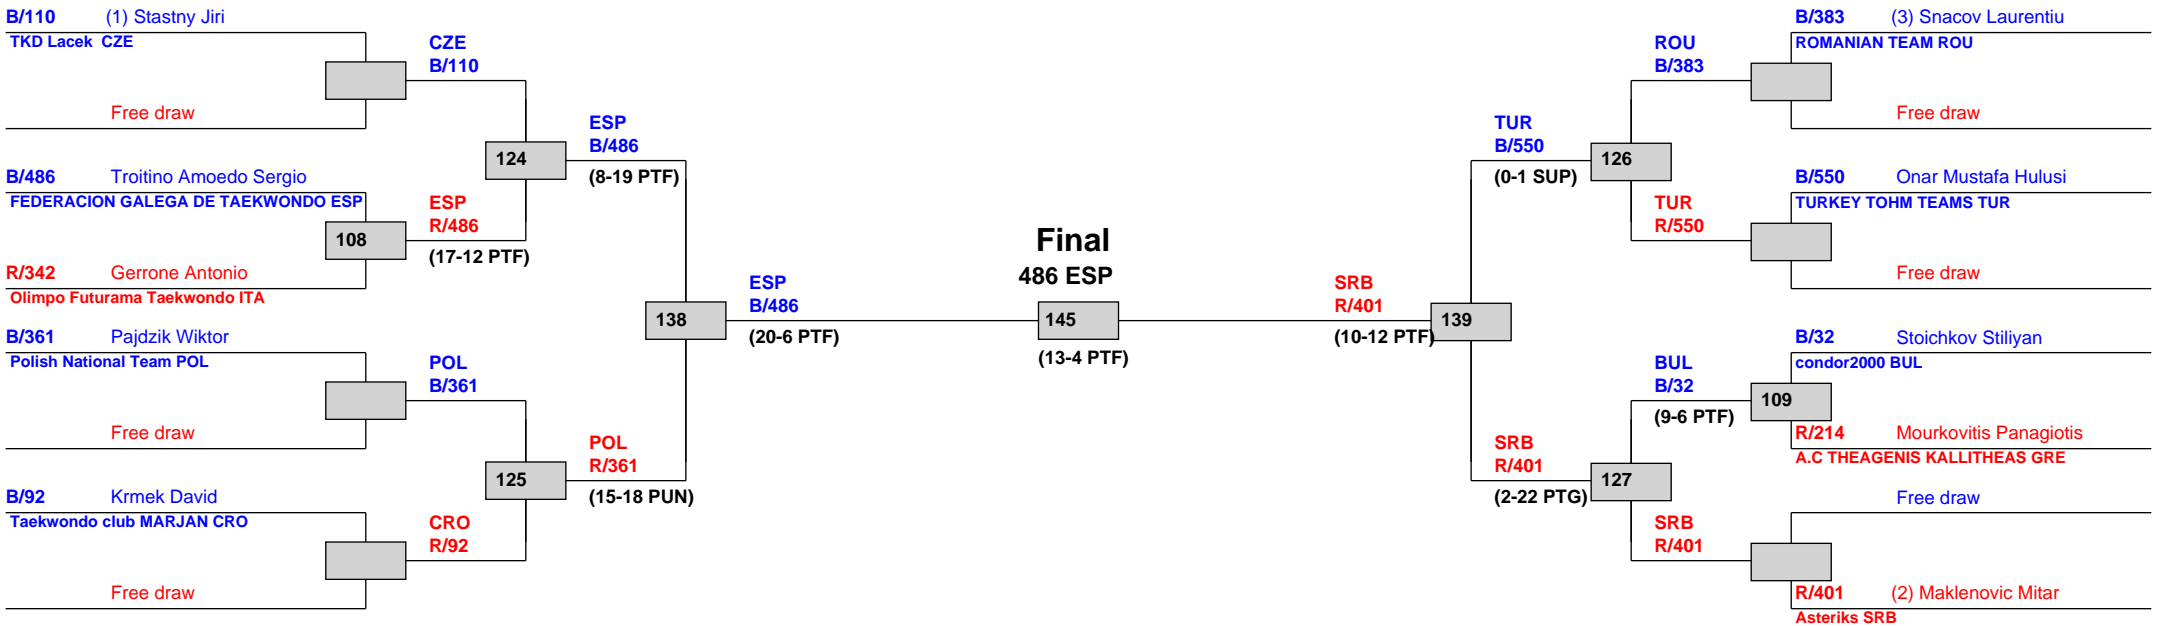 B/110 (1) Stastny Jiri
TKD Lacek CZE
Free draw
B/486 Troitino Amoedo Sergio
FEDERACION GALEGA DE TAEKWONDO ESP
108
R/342 Gerrone Antonio
Olimpo Futurama Taekwondo ITA
B/361 Pajdzik Wiktor
Polish National Team POL
Free draw
B/92 Krmek David
Taekwondo club MARJAN CRO
Free draw
CZE
B/110
124
ESP
R/486
(17-12 PTF)
POL
B/361
125
CRO
R/92
ESP
B/486
(8-19 PTF)
138
POL
R/361
(15-18 PUN)
ESP
B/486
(20-6 PTF)
Final
486 ESP
145
(13-4 PTF)
SRB
R/401
(10-12 PTF)
139
TUR
B/550
(0-1 SUP)
126
SRB
R/401
(2-22 PTG)
127
ROU
B/383
TUR
R/550
BUL
B/32
(9-6 PTF)
109
SRB
R/401
B/383 (3) Snacov Laurentiu
ROMANIAN TEAM ROU
Free draw
B/550 Onar Mustafa Hulusi
TURKEY TOHM TEAMS TUR
Free draw
B/32 Stoichkov Stiliyan
condor2000 BUL
R/214 Mourkovitis Panagiotis
A.C THEAGENIS KALLITHEAS GRE
Free draw
R/401 (2) Maklenovic Mitar
Asteriks SRB